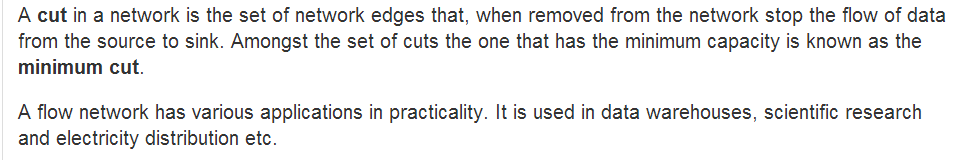 A cut in a network is the set of network edges that, when removed from the network stop the flow of data
from the source to sink. Amongst the set of cuts the one that has the minimum capacity is known as the
minimum cut.
A flow network has various applications in practicality. It is used in data warehouses, scientific research
and electricity distribution etc.